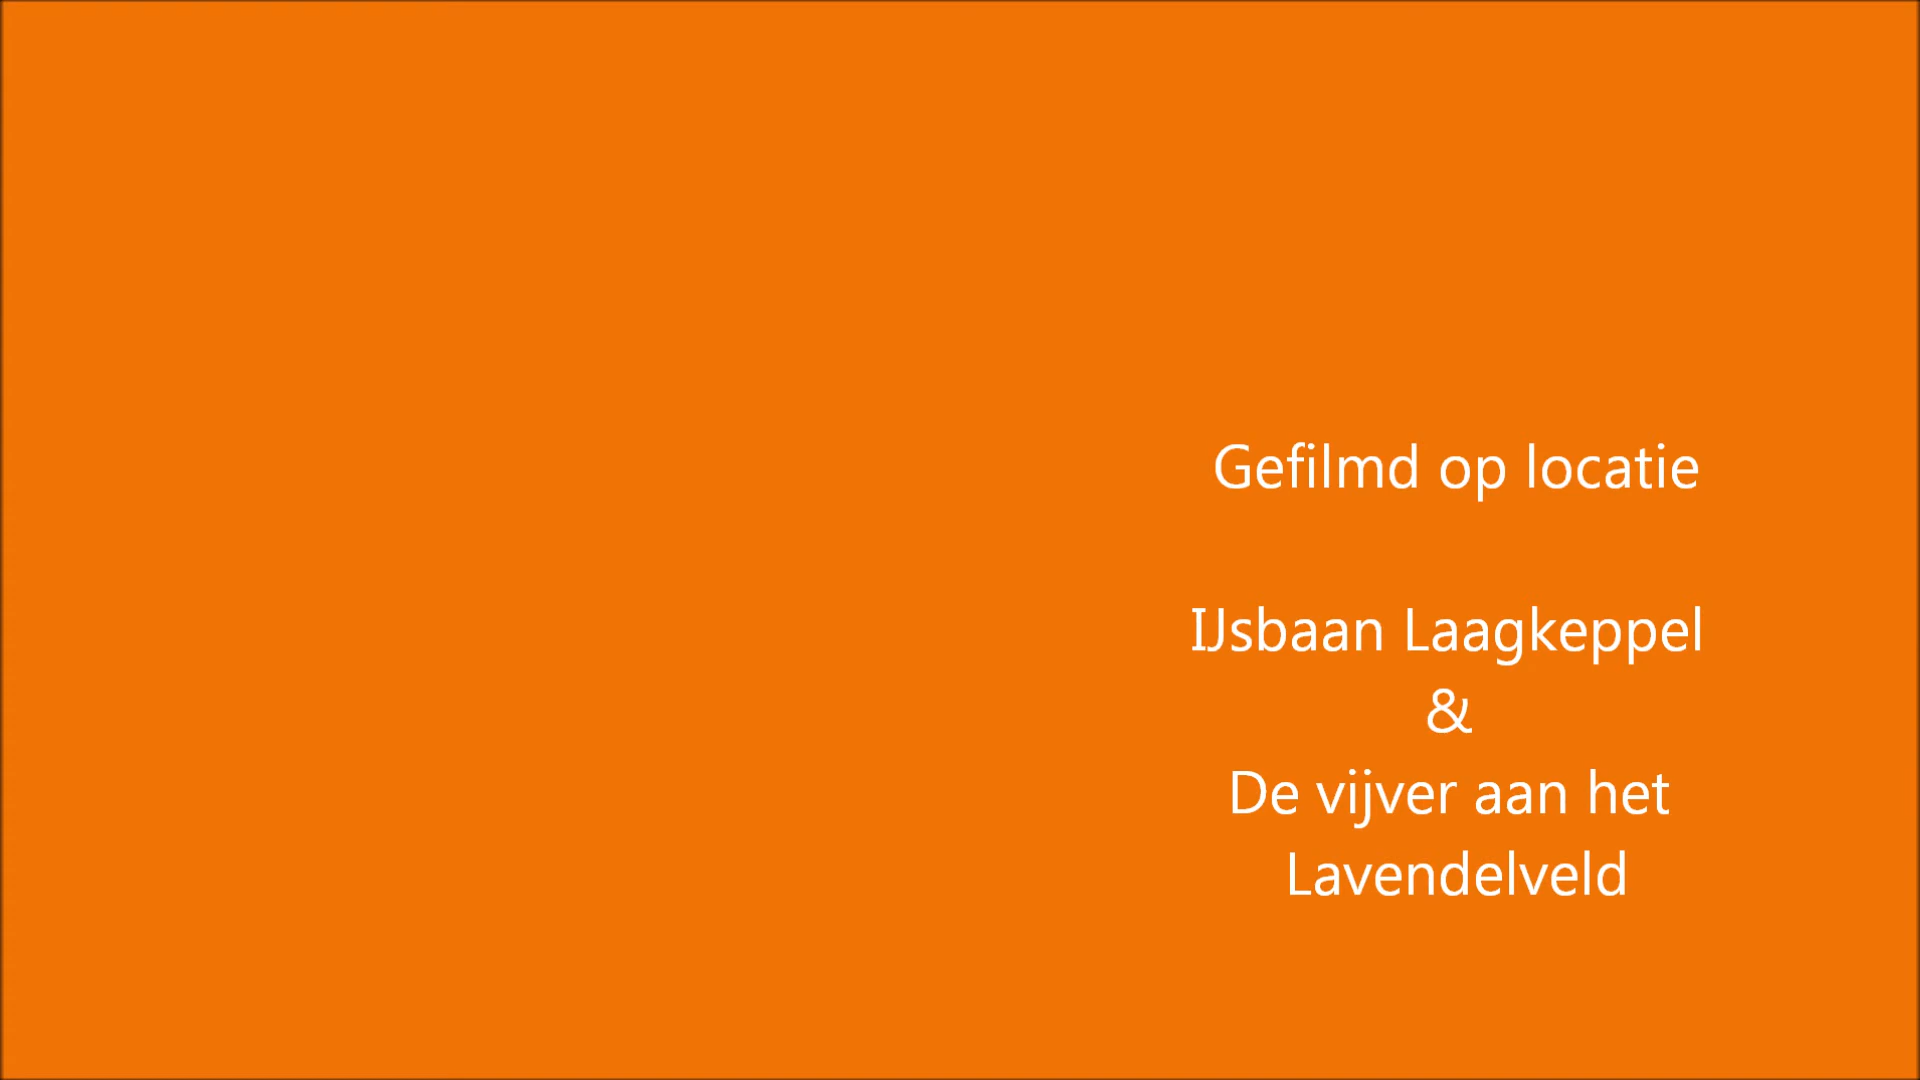 Gefilmd op locatie
IJsbaan Laagkeppel
&
De vijver aan het
Lavendelveld